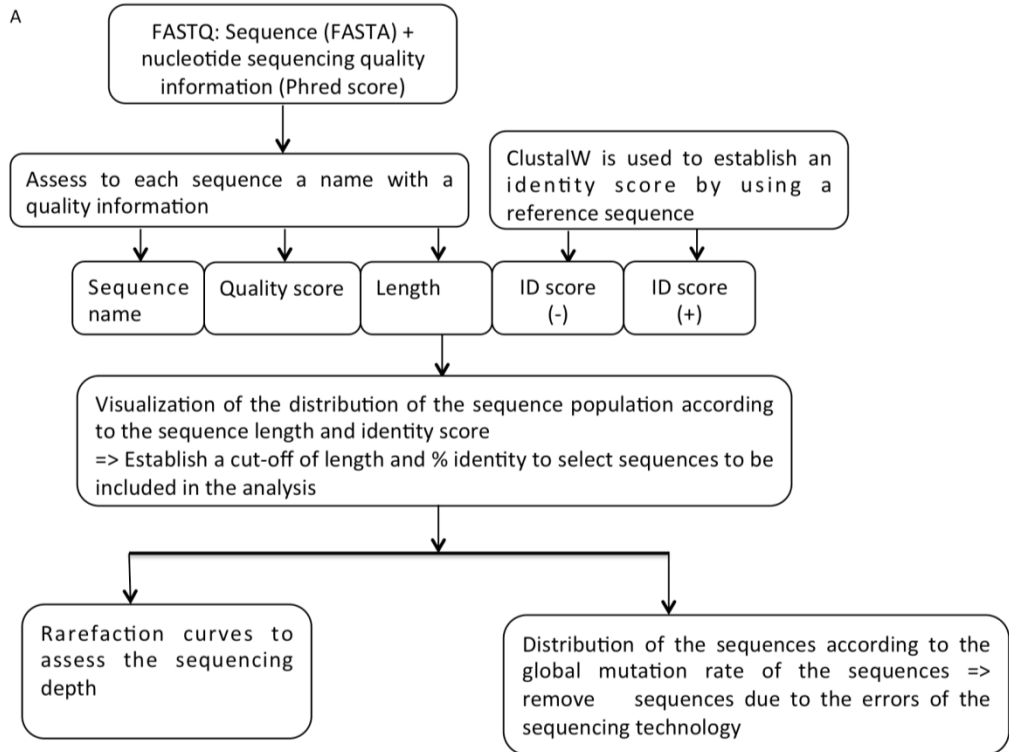 A
FASTQ: Sequence (FASTA) +
nucleotide sequencing quality
information (Phred score)
Assess to each sequence a name with a
quality information
ClustalW is used to establish an
identity score by using a
reference sequence
Sequence
name
Quality score
Length
ID score
(-)
ID score
(+)
Visualization of the distribution of the sequence population according
to the sequence length and identity score
=> Establish a cut-off of length and % identity to select sequences to be
included in the analysis
Rarefaction curves to
assess the sequencing
depth
Distribution of the sequences according to the
global mutation rate of the sequences =>
remove sequences due to the errors of the
sequencing technology